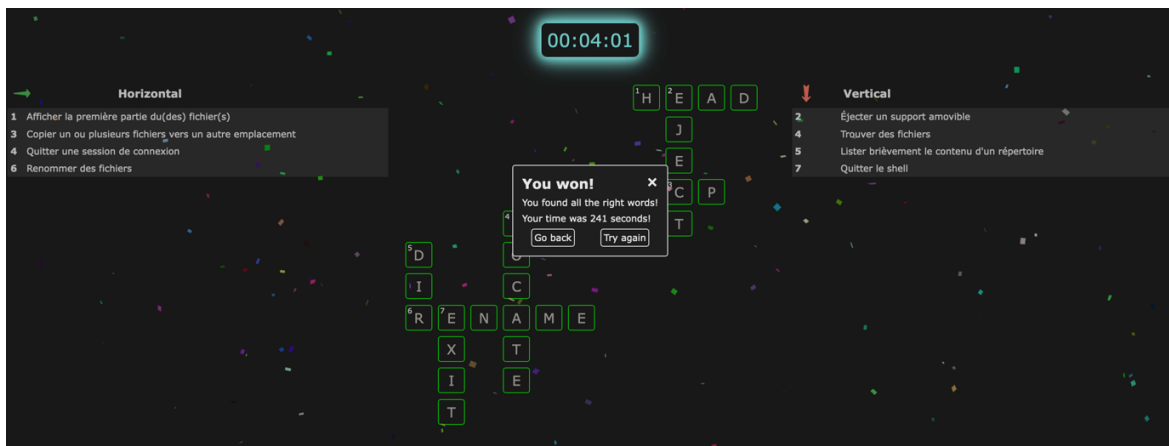 00:04:01
Horizontal
1 Afficher la première partie du(des) fichier(s)
3 Copier un ou plusieurs fichiers vers un autre emplacement
4 Quitter une session de connexion
6 Renommer des fichiers
Vertical
2 Éjecter un support amovible
4 Trouver des fichiers
5 Lister brièvement le contenu d'un répertoire
7 Quitter le shell
1 H 2 E A D
J
E
C P
4 T
5 D
I C
6 R 7 E N A M E
X T
I E
T
You won! ×
You found all the right words!
Your time was 241 seconds!
Go back Try again